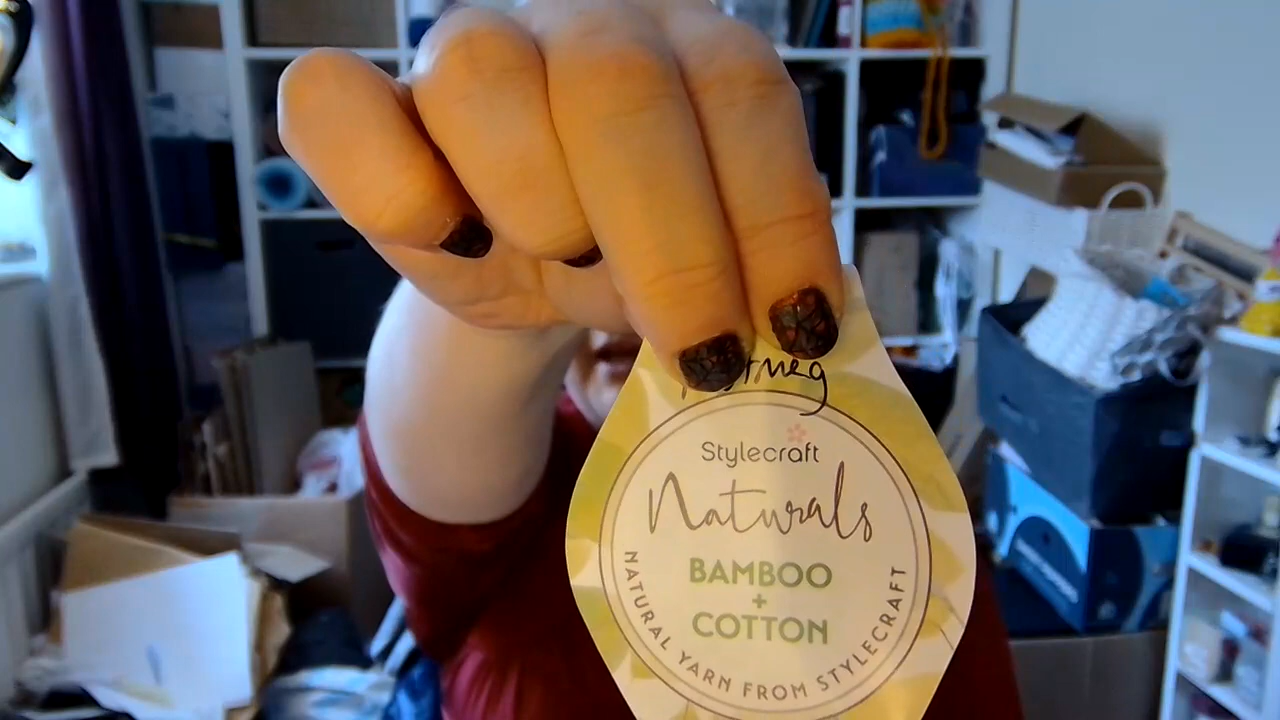 Stylecraft
Naturals
BAMBOO
+
COTTON
NATURAL YARN FROM STYLECRAFT